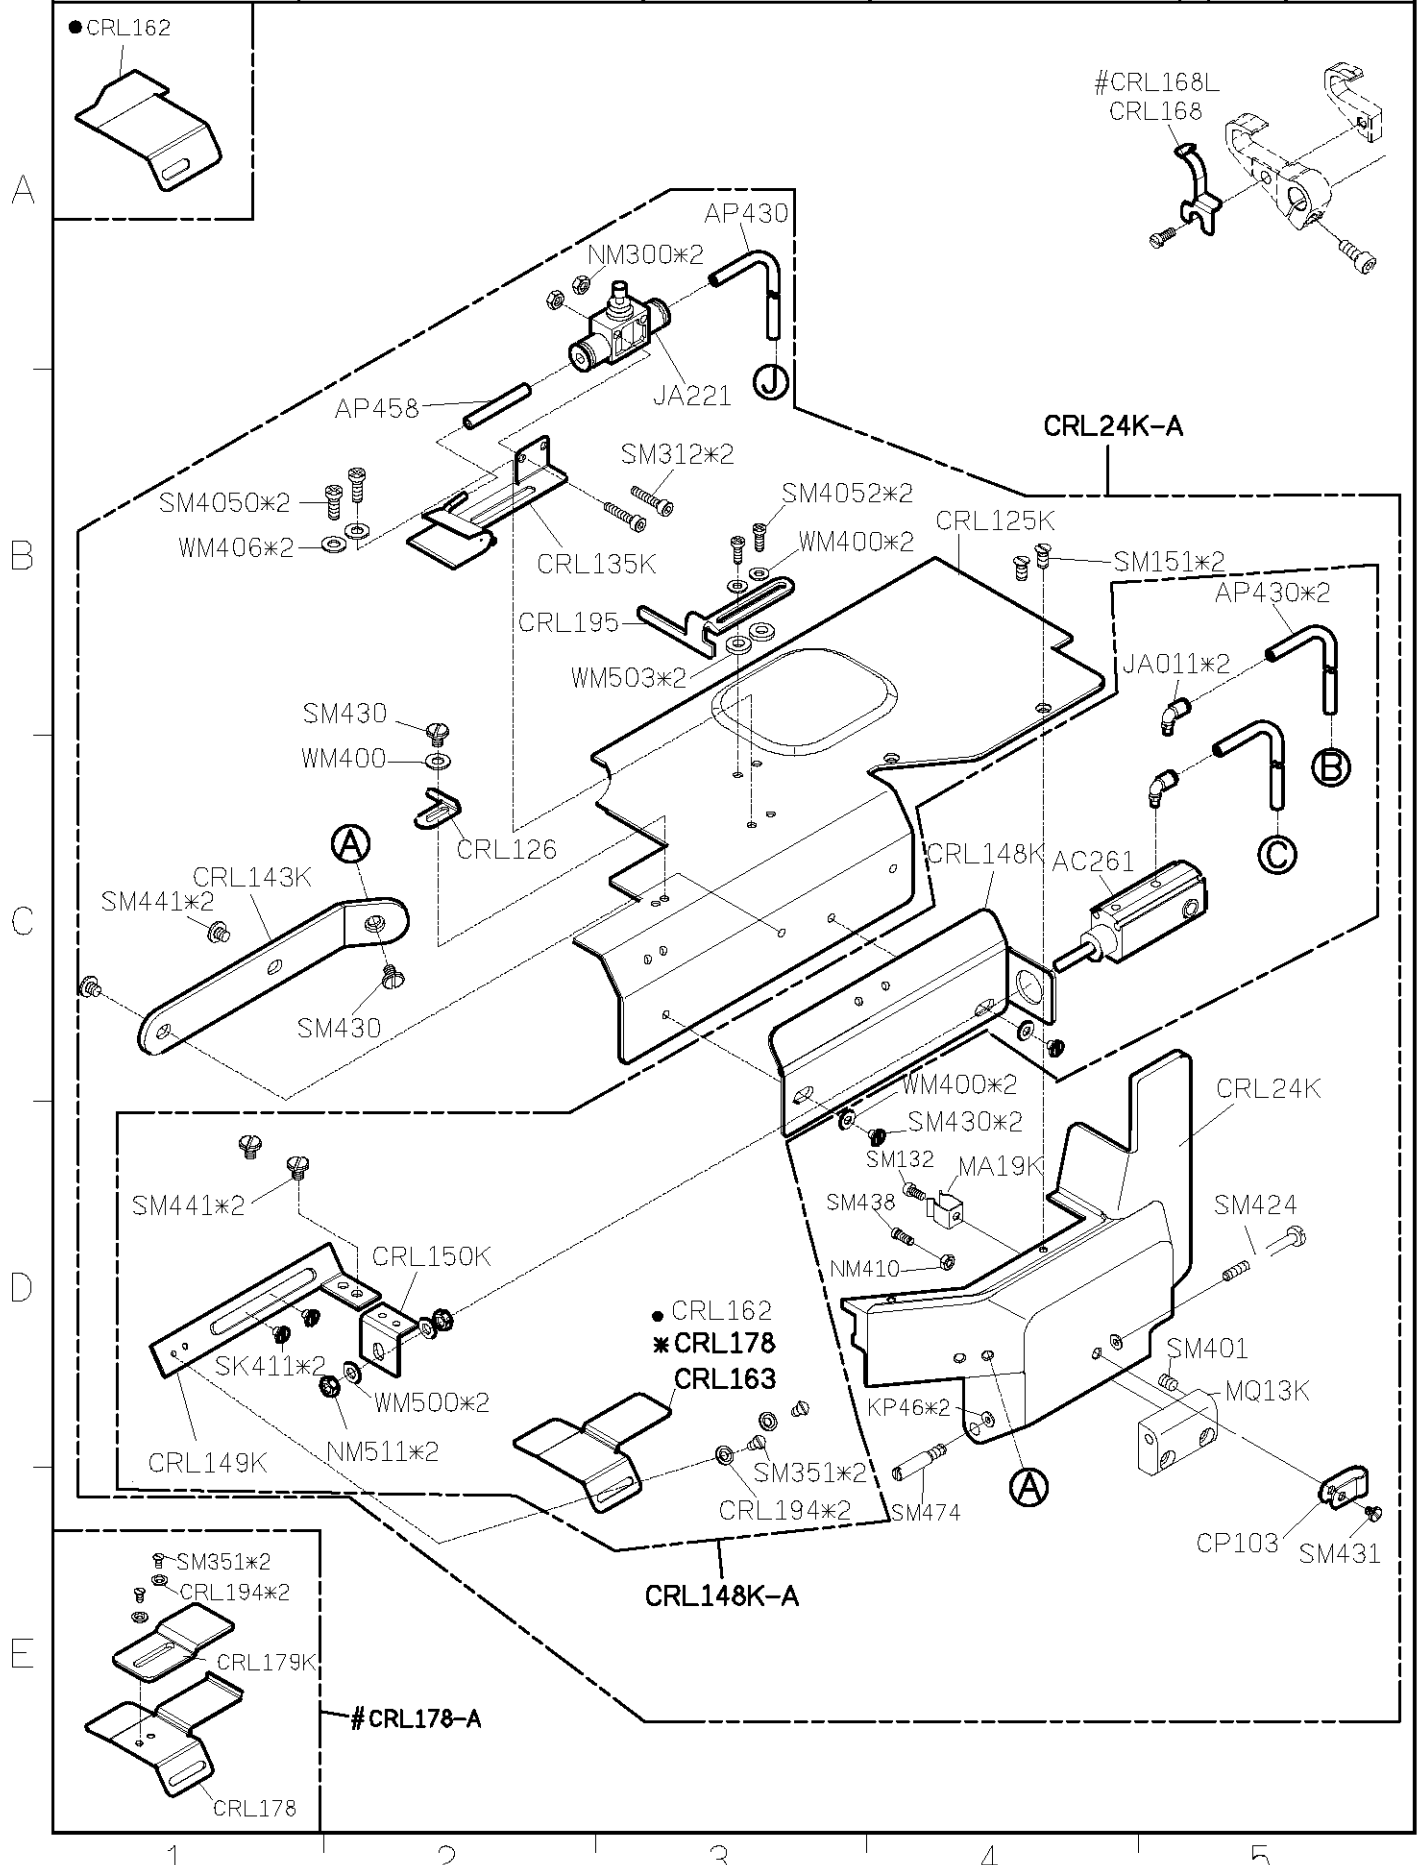 ● CRL162
#CRL168L
CRL168
A
AP430
NM300*2
J
JA221
AP458
CRL24K-A
SM312*2
SM4050*2
SM4052*2
CRL125K
WM406*2
WM400*2
B
CRL135K
SM151*2
AP430*2
CRL195
JA011*2
WM503*2
SM430
WM400
B
CRL126
A
C
CRL148K
AC261
CRL143K
SM441*2
C
SM430
WM400*2
CRL24K
SM430*2
SM132
MA19K
SM441*2
SM438
SM424
CRL150K
NM410
D
● CRL162
*CRL178
CRL163
SK411*2
SM401
MQ13K
WM500*2
KP46*2
NM511*2
CRL149K
SM351*2
A
CRL194*2
SM474
CP103
SM431
SM351*2
CRL194*2
CRL148K-A
E
CRL179K
#CRL178-A
CRL178
1
2
3
4
5